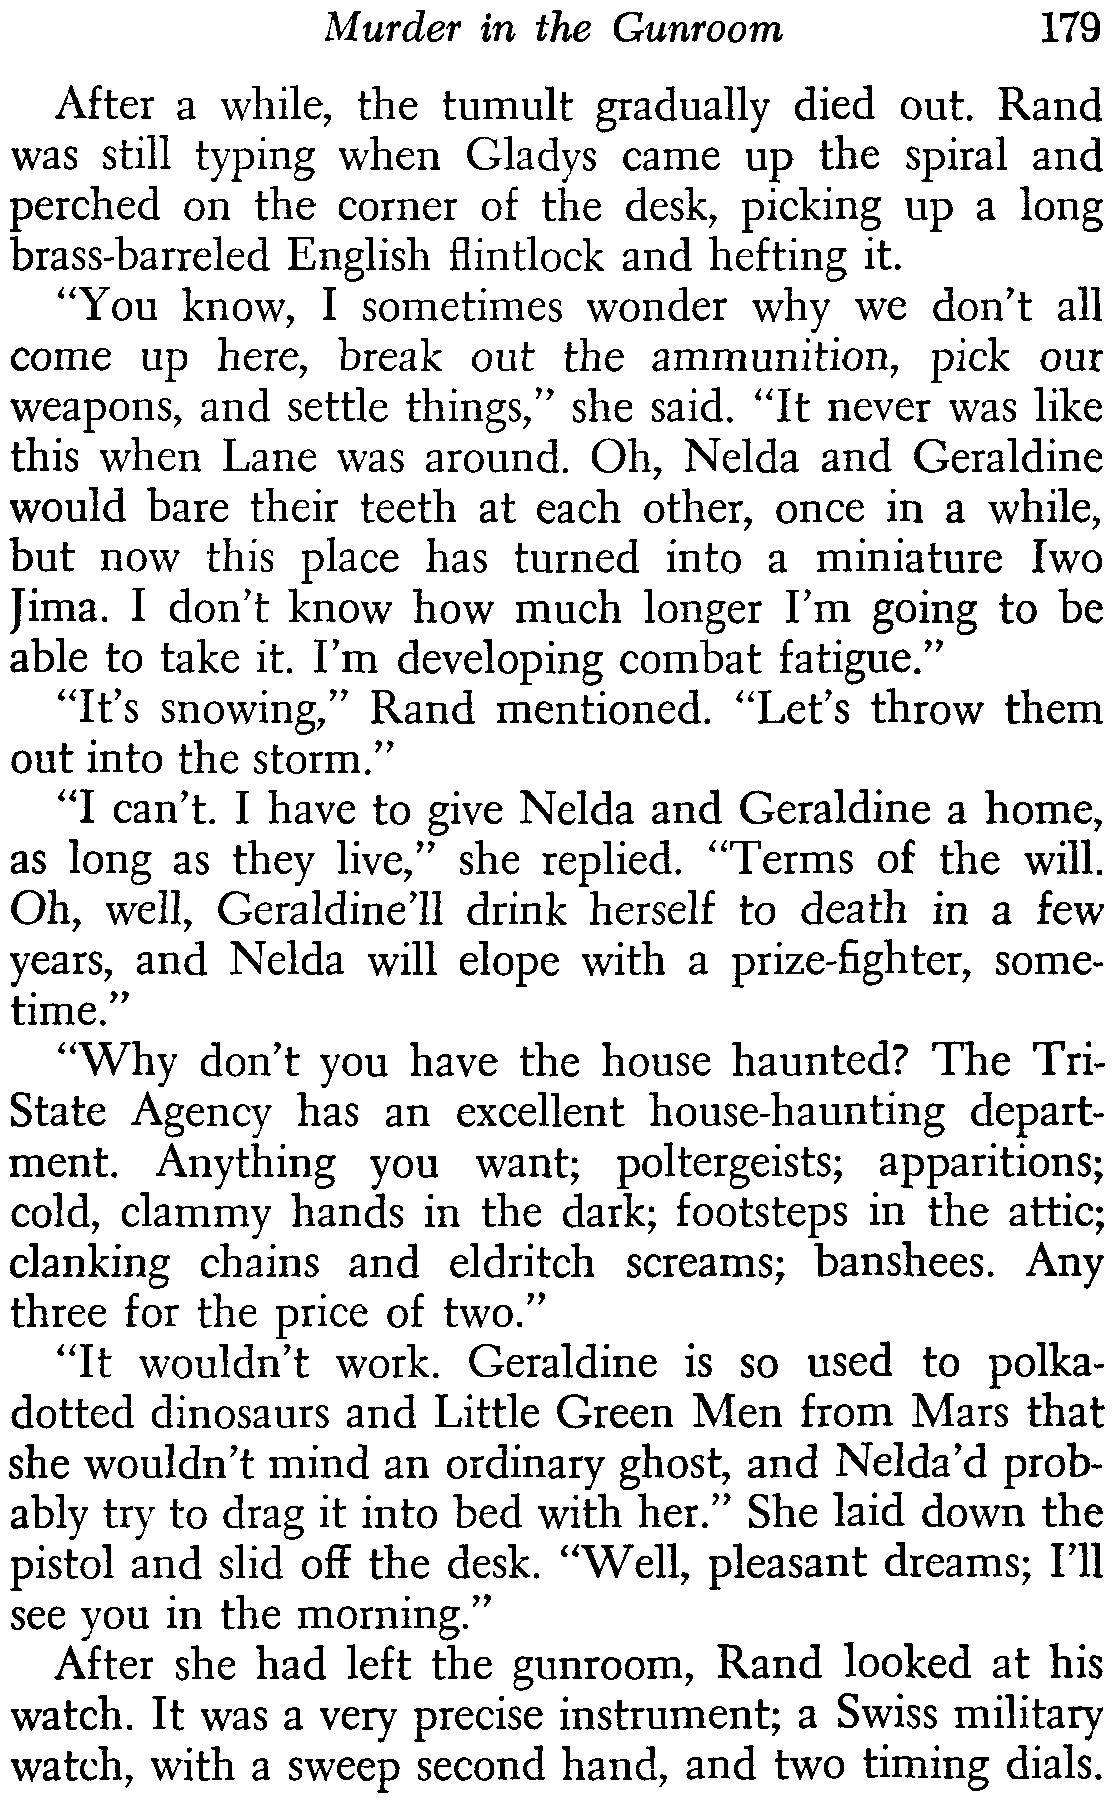 Murder in the Gunroom 179
After a while, the tumult gradually died out. Rand
was still typing when Gladys came up the spiral and
perched on the corner of the desk, picking up a long
brass-barreled English flintlock and hefting it.
“You know, I sometimes wonder why we don’t all
come up here, break out the ammunition, pick our
weapons, and settle things,” she said. “It never was like
this when Lane was around. Oh, Nelda and Geraldine
would bare their teeth at each other, once in a while,
but now this place has turned into a miniature Iwo
Jima. I don’t know how much longer I’m going to be
able to take it. I’m developing combat fatigue.”
“It’s snowing,” Rand mentioned. “Let’s throw them
out into the storm.”
“I can’t. I have to give Nelda and Geraldine a home,
as long as they live,” she replied. “Terms of the will.
Oh, well, Geraldine’ll drink herself to death in a few
years, and Nelda will elope with a prize-fighter, some-
time.”
“Why don’t you have the house haunted? The Tri-
State Agency has an excellent house-haunting depart-
ment. Anything you want; poltergeists; apparitions;
cold, clammy hands in the dark; footsteps in the attic;
clanking chains and eldritch screams; banshees. Any
three for the price of two.”
“It wouldn’t work. Geraldine is so used to polka-
dotted dinosaurs and Little Green Men from Mars that
she wouldn’t mind an ordinary ghost, and Nelda’d prob-
ably try to drag it into bed with her.” She laid down the
pistol and slid off the desk. “Well, pleasant dreams; I’ll
see you in the morning.”
After she had left the gunroom, Rand looked at his
watch. It was a very precise instrument; a Swiss military
watch, with a sweep second hand, and two timing dials.